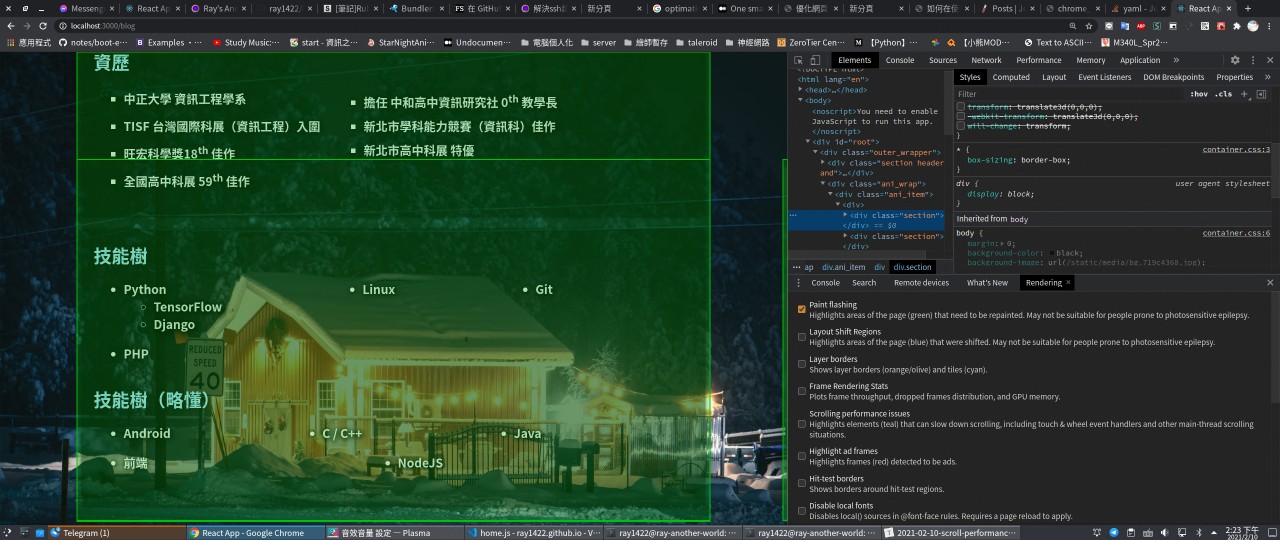 Messeng
React Ap
Ray's An
ray1422/
[筆記]Rul
Bundler
在 GitHu
解決ssh
新分頁
optimati
One sma
優化網頁
新分頁
如何在
Posts | J
chrome_
yaml - J
React Ap
localhost:3000/blog
應用程式
notes/boot-e…
Examples • …
Study Music:…
start - 資訊之…
StarNightAni…
Undocumen…
電腦個人化
server
繪師暫存
taleroid
神經網路
ZeroTier Cen…
【Python】…
【小熊MOD…
Text to ASCII…
M340L_Spr2…
資歷
中正大學 資訊工程學系
TISF 台灣國際科展（資訊工程）入圍
旺宏科學獎18th 佳作
全國高中科展 59th 佳作
擔任 中和高中資訊研究社 0th 教學長
新北市學科能力競賽（資訊科）佳作
新北市高中科展 特優
技能樹
Python
TensorFlow
Django
PHP
Linux
Git
REDUCED
SPEED
40
技能樹（略懂）
Android
C / C++
Java
前端
NodeJS
Elements
Console
Sources
Network
Performance
Memory
Application
<!DOCTYPE html>
<html lang="en">
<head>…</head>
<body>
<noscript>You need to enable
JavaScript to run this app.
</noscript>
<div id="root">
<div class="outer_wrapper">
<div class="section header
and">…</div>
<div class="ani_wrap">
<div class="ani_item">
<div>
<div class="section">
</div> == $0
<div class="section">
</div>
… ap
div.ani_item
div
div.section
Styles
Computed
Layout
Event Listeners
DOM Breakpoints
Properties
Filter
:hov .cls
transform: translate3d(0,0,0);
-webkit-transform: translate3d(0,0,0);
will-change: transform;
}
* {
container.css:3
box-sizing: border-box;
}
div {
user agent stylesheet
display: block;
}
Inherited from body
body {
container.css:6
margin: 0;
background-color: black;
background-image: url(/static/media/bg.719c4368.jpg);
Console
Search
Remote devices
What's New
Rendering
Paint flashing
Highlights areas of the page (green) that need to be repainted. May not be suitable for people prone to photosensitive epilepsy.
Layout Shift Regions
Highlights areas of the page (blue) that were shifted. May not be suitable for people prone to photosensitive epilepsy.
Layer borders
Shows layer borders (orange/olive) and tiles (cyan).
Frame Rendering Stats
Plots frame throughput, dropped frames distribution, and GPU memory.
Scrolling performance issues
Highlights elements (teal) that can slow down scrolling, including touch & wheel event handlers and other main-thread scrolling
situations.
Highlight ad frames
Highlights frames (red) detected to be ads.
Hit-test borders
Shows borders around hit-test regions.
Disable local fonts
Disables local() sources in @font-face rules. Requires a page reload to apply.
Telegram (1)
React App - Google Chrome
音效音量 設定 — Plasma
home.js - ray1422.github.io - V…
ray1422@ray-another-world: …
ray1422@ray-another-world: …
2021-02-10-scroll-performanc…
2:23 下午
2021/2/10